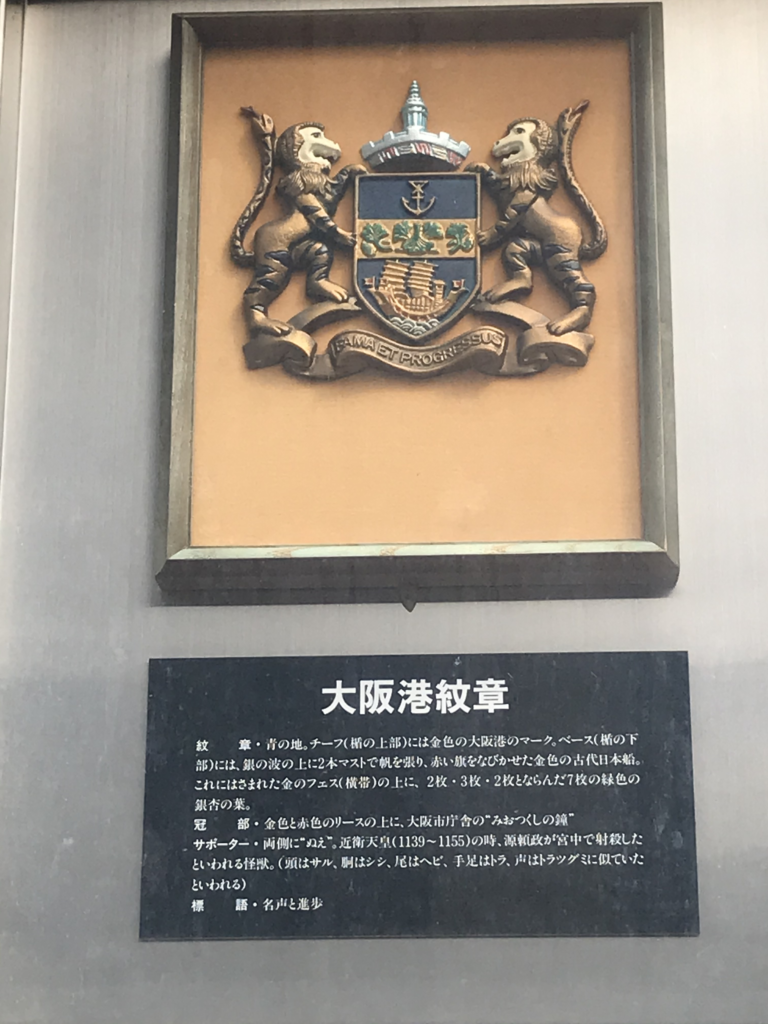 FAMA ET PROGRESSUS
大阪港紋章
紋　章・青の地。チーフ(楯の上部)には金色の大阪港のマーク。ベース(楯の下
部)には、銀の波の上に2本マストで帆を張り、赤い旗をなびかせた金色の古代日本船。
これにはさまれた金のフェス(横帯)の上に、2枚・3枚・2枚とならんだ7枚の緑色の
銀杏の葉。
冠　部・金色と赤色のリースの上に、大阪市庁舎の"みおつくしの鐘"
サポーター・両側に"ぬえ"。近衛天皇(1139〜1155)の時、源頼政が宮中で射殺した
といわれる怪獣。(頭はサル、胴はシシ、尾はヘビ、手足はトラ、声はトラツグミに似ていた
といわれる)
標　語・名声と進歩